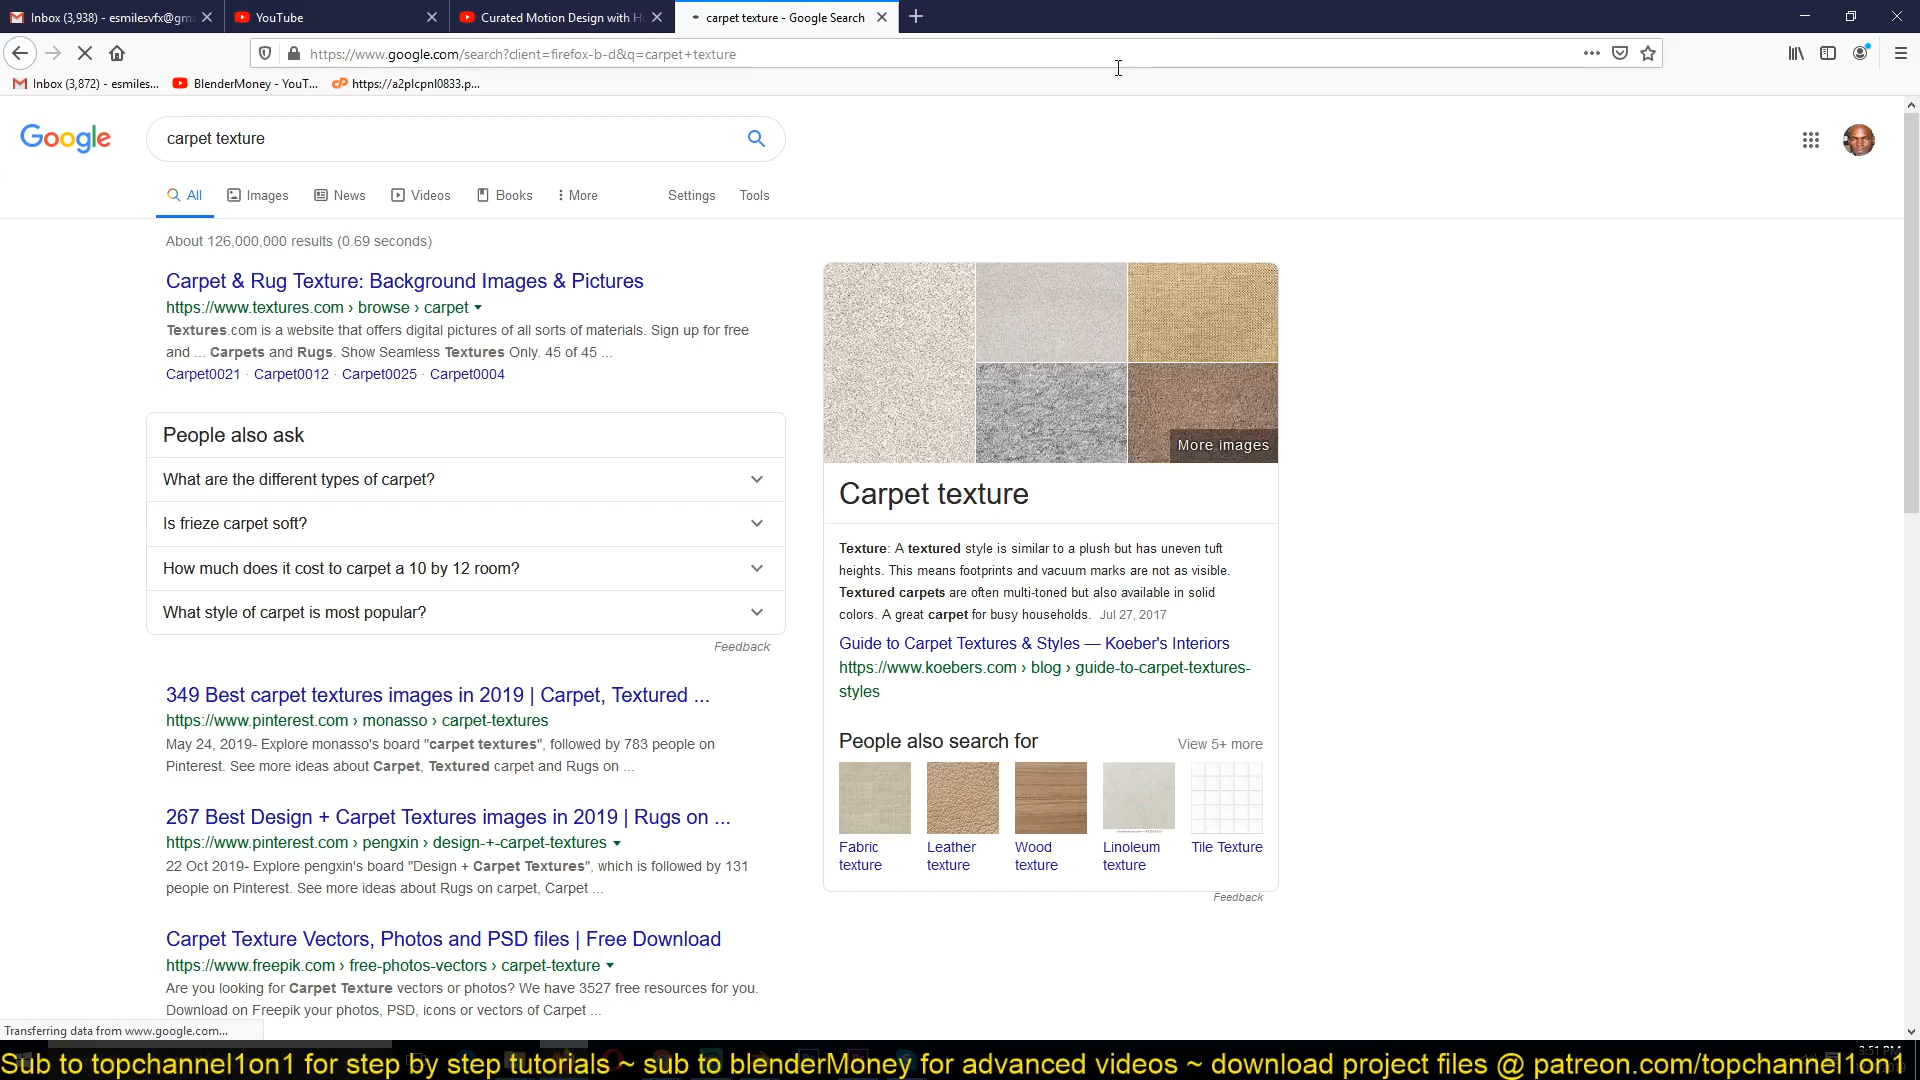 Inbox (3,938) - esmilesvfx@gm
YouTube
Curated Motion Design with H
carpet texture - Google Search
https://www.google.com/search?client=firefox-b-d&q=carpet+texture
Inbox (3,872) - esmiles...
BlenderMoney - YouT...
https://a2plcpnl0833.p...
Google
carpet texture
All
Images
News
Videos
Books
More
Settings
Tools
About 126,000,000 results (0.69 seconds)
Carpet & Rug Texture: Background Images & Pictures
https://www.textures.com › browse › carpet
Textures.com is a website that offers digital pictures of all sorts of materials. Sign up for free
and ... Carpets and Rugs. Show Seamless Textures Only. 45 of 45 ...
Carpet0021 · Carpet0012 · Carpet0025 · Carpet0004
People also ask
What are the different types of carpet?
Is frieze carpet soft?
How much does it cost to carpet a 10 by 12 room?
What style of carpet is most popular?
Feedback
349 Best carpet textures images in 2019 | Carpet, Textured ...
https://www.pinterest.com › monasso › carpet-textures
May 24, 2019- Explore monasso's board "carpet textures", followed by 783 people on
Pinterest. See more ideas about Carpet, Textured carpet and Rugs on ...
267 Best Design + Carpet Textures images in 2019 | Rugs on ...
https://www.pinterest.com › pengxin › design-+-carpet-textures
22 Oct 2019- Explore pengxin's board "Design + Carpet Textures", which is followed by 131
people on Pinterest. See more ideas about Rugs on carpet, Carpet ...
Carpet Texture Vectors, Photos and PSD files | Free Download
https://www.freepik.com › free-photos-vectors › carpet-texture
Are you looking for Carpet Texture vectors or photos? We have 3527 free resources for you.
Download on Freepik your photos, PSD, icons or vectors of Carpet ...
More images
Carpet texture
Texture: A textured style is similar to a plush but has uneven tuft
heights. This means footprints and vacuum marks are not as visible.
Textured carpets are often multi-toned but also available in solid
colors. A great carpet for busy households. Jul 27, 2017
Guide to Carpet Textures & Styles — Koeber's Interiors
https://www.koebers.com › blog › guide-to-carpet-textures-
styles
People also search for
View 5+ more
Fabric
texture
Leather
texture
Wood
texture
Linoleum
texture
Tile Texture
Feedback
Transferring data from www.google.com...
3:51 PM
Sub to topchannel1on1 for step by step tutorials ~ sub to blenderMoney for advanced videos ~ download project files @ patreon.com/topchannel1on1